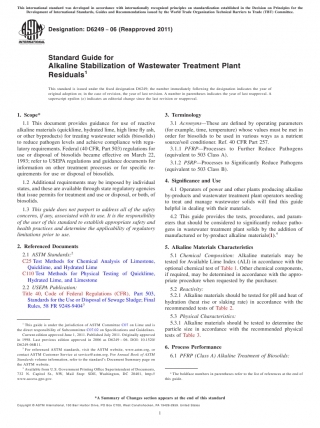 This international standard was developed in accordance with internationally recognized principles on standardization established in the Decision on Principles for the
Development of International Standards, Guides and Recommendations issued by the World Trade Organization Technical Barriers to Trade (TBT) Committee.
Designation: D6249 − 06 (Reapproved 2011)
Standard Guide for
Alkaline Stabilization of Wastewater Treatment Plant
Residuals¹
This standard is issued under the fixed designation D6249; the number immediately following the designation indicates the year of
original adoption or, in the case of revision, the year of last revision. A number in parentheses indicates the year of last reapproval. A
superscript epsilon (ε) indicates an editorial change since the last revision or reapproval.
1. Scope*
1.1 This document provides guidance for use of reactive
alkaline materials (quicklime, hydrated lime, high lime fly ash,
or other byproducts) for treating wastewater solids (biosolids)
to reduce pathogen levels and achieve compliance with regu-
latory requirements. Federal (40 CFR, Part 503) regulations for
use or disposal of biosolids became effective on March 22,
1993; refer to USEPA regulations and guidance documents for
information on other treatment processes or for specific re-
quirements for use or disposal of biosolids.
1.2 Additional requirements may be imposed by individual
states, and these are available through state regulatory agencies
that issue permits for treatment and use or disposal, or both, of
biosolids.
1.3 This guide does not purport to address all of the safety
concerns, if any, associated with its use. It is the responsibility
of the user of this standard to establish appropriate safety and
health practices and determine the applicability of regulatory
limitations prior to use.
2. Referenced Documents
2.1 ASTM Standards:²
C25 Test Methods for Chemical Analysis of Limestone,
Quicklime, and Hydrated Lime
C110 Test Methods for Physical Testing of Quicklime,
Hydrated Lime, and Limestone
2.2 USEPA Publication:
Title 40, Code of Federal Regulations (CFR), Part 503,
Standards for the Use or Disposal of Sewage Sludge; Final
Rules, 58 FR 9248-9404³
¹ This guide is under the jurisdiction of ASTM Committee
the direct responsibility of Subcommittee
Current edition approved
in 1998. Last previous edition approved in 2006 as D6249 – 06. DOI: 10.1520/
² For referenced ASTM standards, visit the ASTM website, www.astm.org, or
contact ASTM Customer Service at service@astm.org. For Annual Book of ASTM
Standards volume information, refer to the standard's Document Summary page on
the ASTM website.
³ Available from U.S. Government Printing Office Superintendent of Documents,
732 N. Capitol St., NW, Mail Stop: SDE, Washington, DC 20401, http://
www.access.gpo.gov.
3. Terminology
3.1 Acronyms—These are defined by operating parameters
(for example, time, temperature) whose values must be met in
order for biosolids to be used in various ways as a nutrient
source/soil conditioner: Ref. 40 CFR Part 257.
3.1.1 PFRP—Processes to Further Reduce Pathogens
(equivalent to 503 Class A).
3.1.2 PSRP—Processes to Significantly Reduce Pathogens
(equivalent to 503 Class B).
4. Significance and Use
4.1 Operators of power and other plants producing alkaline
by-products and wastewater treatment plant operators needing
to treat and manage wastewater solids will find this guide
helpful in dealing with their materials.
4.2 This guide provides the tests, procedures, and param-
eters that should be considered to significantly reduce patho-
gens in wastewater treatment plant solids by the addition of
manufactured or by-product alkaline material(s).
5. Alkaline Materials Characteristics
5.1 Chemical Composition: Alkaline materials may be
tested for Available Lime Index (ALI) in accordance with the
optional chemical test of Table 1. Other chemical components,
if required, may be determined in accordance with the appro-
priate procedure when requested by the purchaser.
5.2 Reactivity:
5.2.1 Alkaline materials should be tested for pH and heat of
hydration (heat rise or slaking rate) in accordance with the
recommended tests of Table 2.
5.3 Physical Characteristics:
5.3.1 Alkaline materials should be tested to determine the
particle size in accordance with the recommended physical
tests of Table 3.
6. Process Performance
6.1 PFRP (Class A) Alkaline Treatment of Biosolids:
The boldface numbers in parentheses refer to the list of references at the end of
this guide.
*A Summary of Changes section appears at the end of this standard
Copyright © ASTM International, 100 Barr Harbor Drive, PO Box C700, West Conshohocken, PA 19428-2959. United States
1